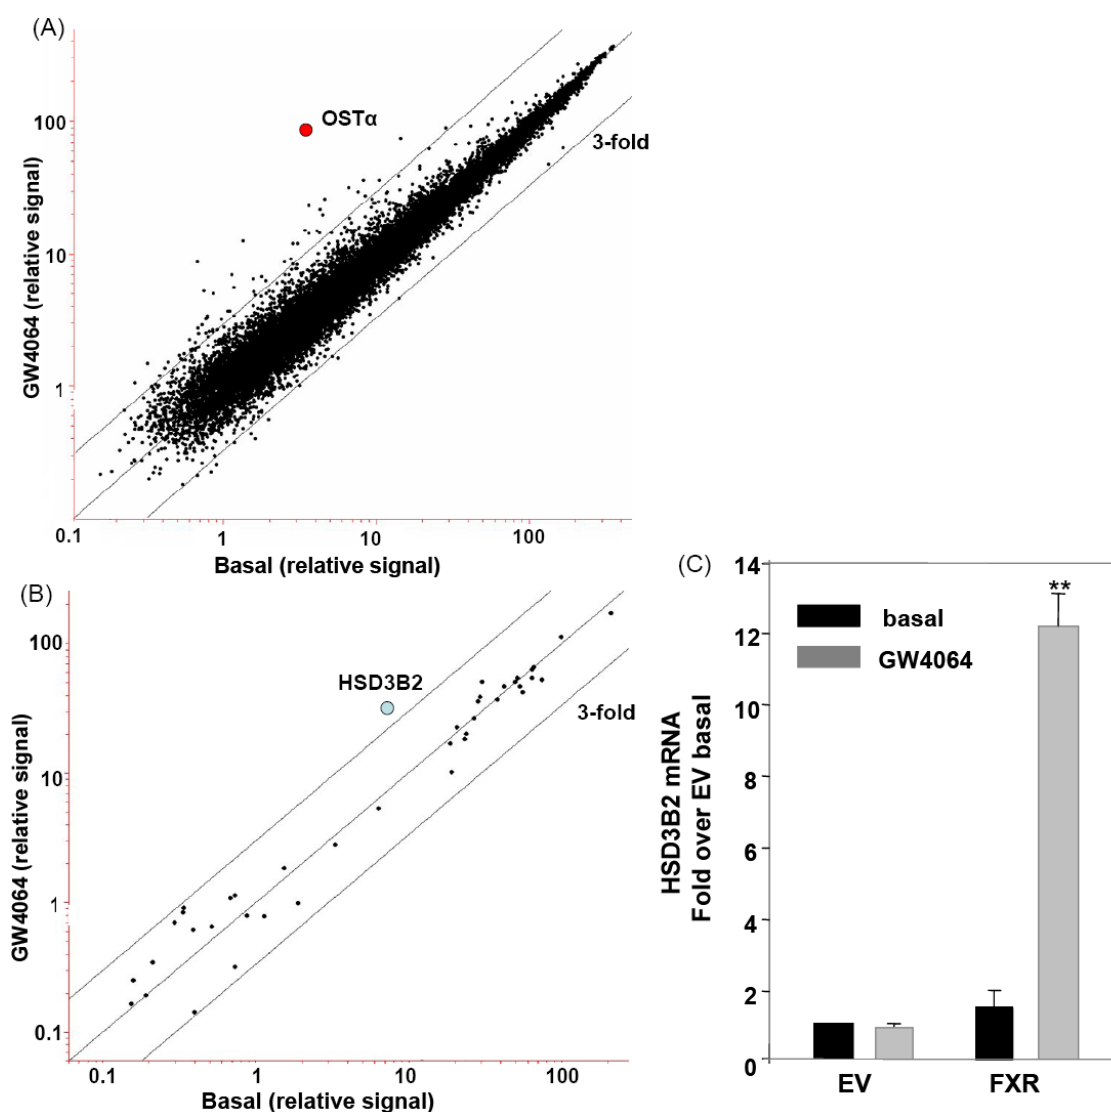 (A)
OSTα
100
3-fold
10
1
0.1
1
10
100
GW4064 (relative signal)
Basal (relative signal)
(B)
100
HSD3B2
3-fold
10
1
0.1
0.1
1
10
100
GW4064 (relative signal)
Basal (relative signal)
(C)
14
**
basal
12
GW4064
10
8
6
4
2
0
HSD3B2 mRNA
Fold over EV basal
EV
FXR